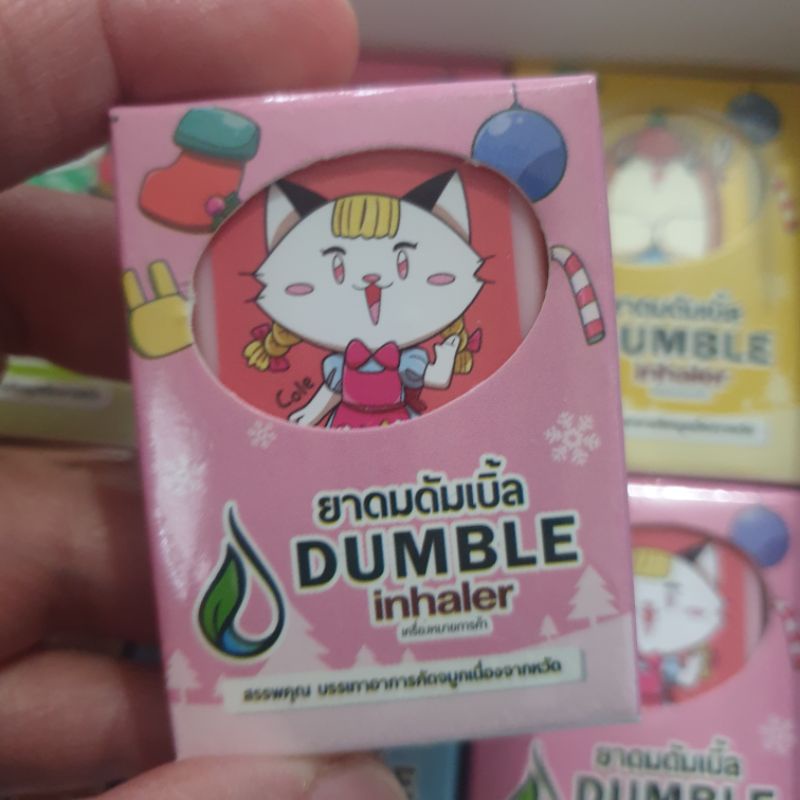 Cole
ยาดมดัมเบิ้ล
DUMBLE
inhaler
เครื่องหมายการค้า
สรรพคุณ บรรเทาอาการคัดจมูกเนื่องจากหวัด
ยาดมดัมเบิ้ล
UMBLE
inhaler
ยาดมดัมเบิ้ล
DUMBLE